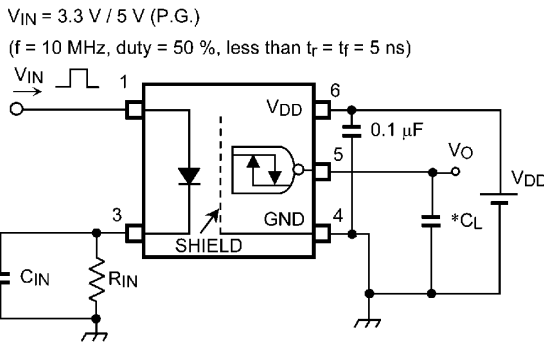 VIN = 3.3 V / 5 V (P.G.)
(f = 10 MHz, duty = 50 %, less than tr = tf = 5 ns)
VIN
1
6
VDD
0.1 μF
5
VO
VDD
3
GND
4
*CL
SHIELD
CIN
RIN